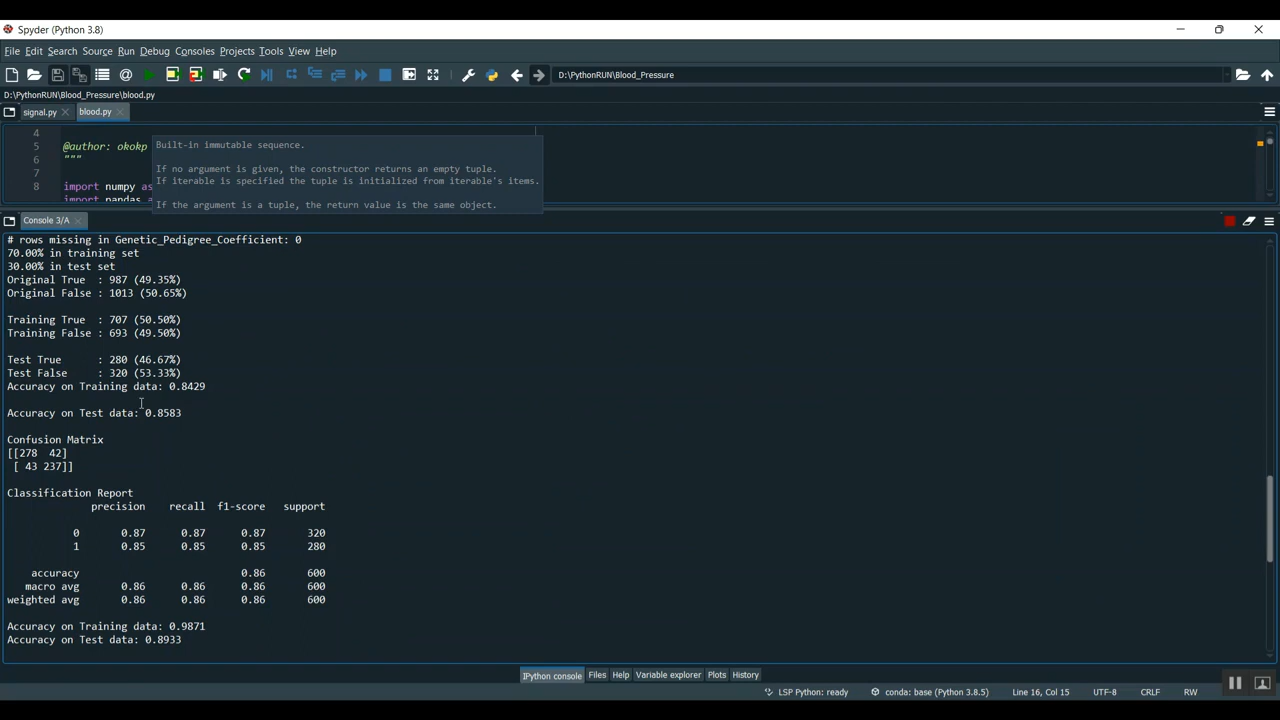 Spyder (Python 3.8)
File Edit Search Source Run Debug Consoles Projects Tools View Help
D:\PythonRUN\Blood_Pressure
D:\PythonRUN\Blood_Pressure\blood.py
signal.py blood.py
4
5 @author: okokp
6 """
7
8 import numpy as
import pandas
Built-in immutable sequence.
If no argument is given, the constructor returns an empty tuple.
If iterable is specified the tuple is initialized from iterable's items.
If the argument is a tuple, the return value is the same object.
Console 3/A
# rows missing in Genetic_Pedigree_Coefficient: 0
70.00% in training set
30.00% in test set
Original True : 987 (49.35%)
Original False : 1013 (50.65%)
Training True : 707 (50.50%)
Training False : 693 (49.50%)
Test True : 280 (46.67%)
Test False : 320 (53.33%)
Accuracy on Training data: 0.8429
Accuracy on Test data: 0.8583
Confusion Matrix
[[278 42]
[ 43 237]]
Classification Report
precision recall f1-score support
0 0.87 0.87 0.87 320
1 0.85 0.85 0.85 280
accuracy 0.86 600
macro avg 0.86 0.86 0.86 600
weighted avg 0.86 0.86 0.86 600
Accuracy on Training data: 0.9871
Accuracy on Test data: 0.8933
IPython console Files Help Variable explorer Plots History
LSP Python: ready conda: base (Python 3.8.5) Line 16, Col 15 UTF-8 CRLF RW